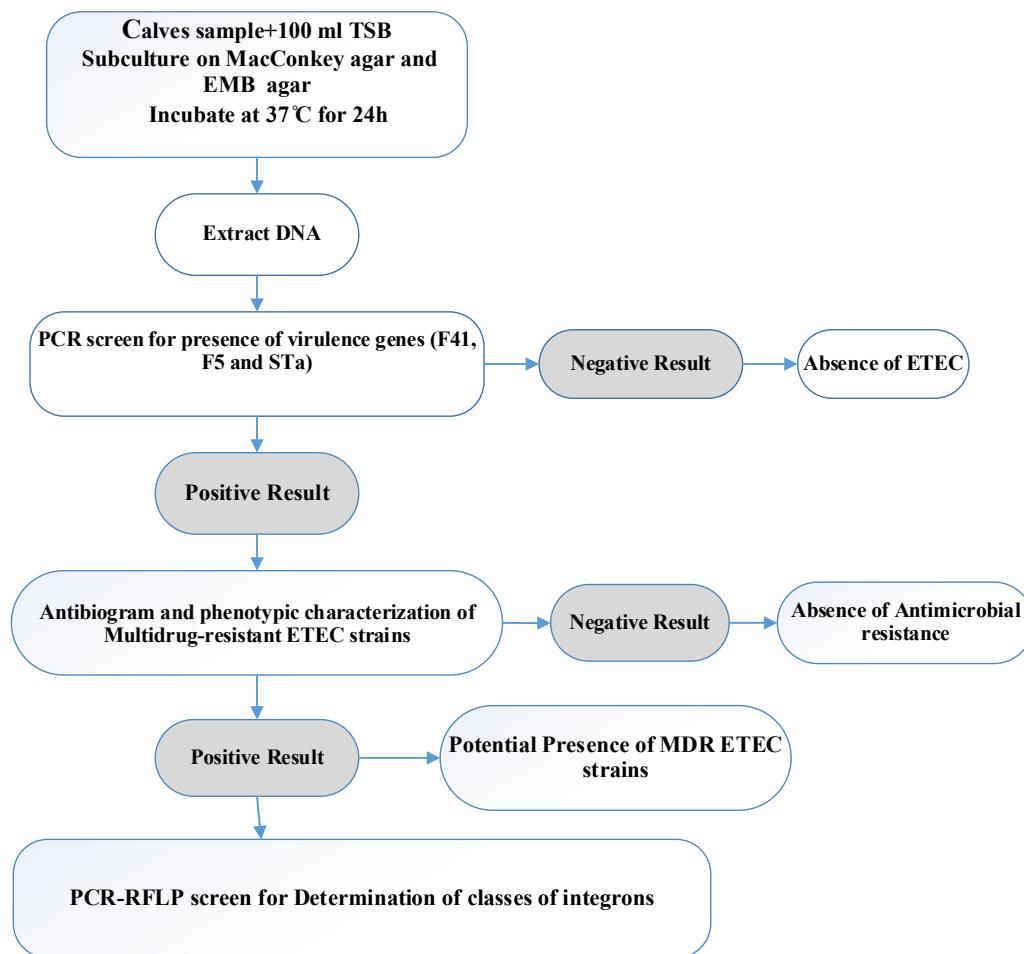 Calves sample+100 ml TSB
Subculture on MacConkey agar and
EMB agar
Incubate at 37℃ for 24h
Extract DNA
PCR screen for presence of virulence genes (F41,
F5 and STa)
Negative Result
Absence of ETEC
Positive Result
Antibiogram and phenotypic characterization of
Multidrug-resistant ETEC strains
Negative Result
Absence of Antimicrobial
resistance
Positive Result
Potential Presence of MDR ETEC
strains
PCR-RFLP screen for Determination of classes of integrons